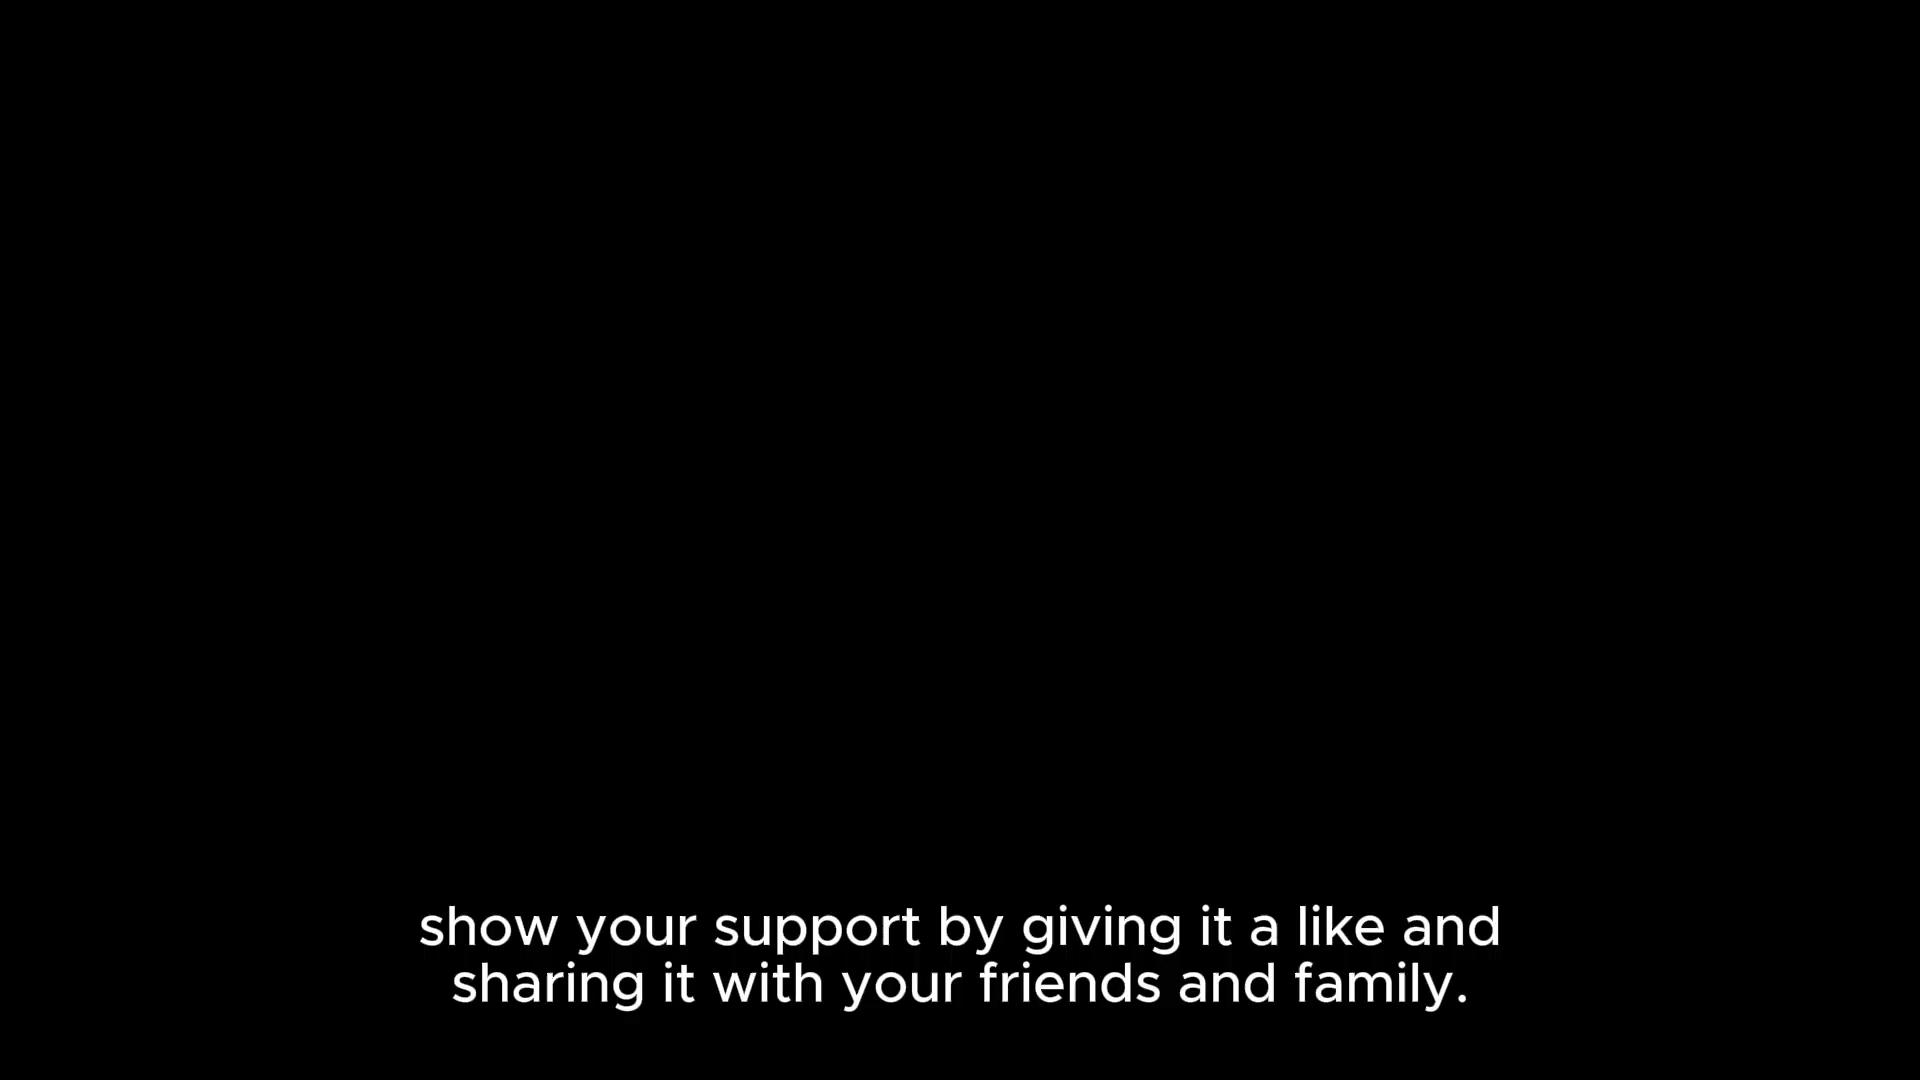 show your support by giving it a like and
sharing it with your friends and family.